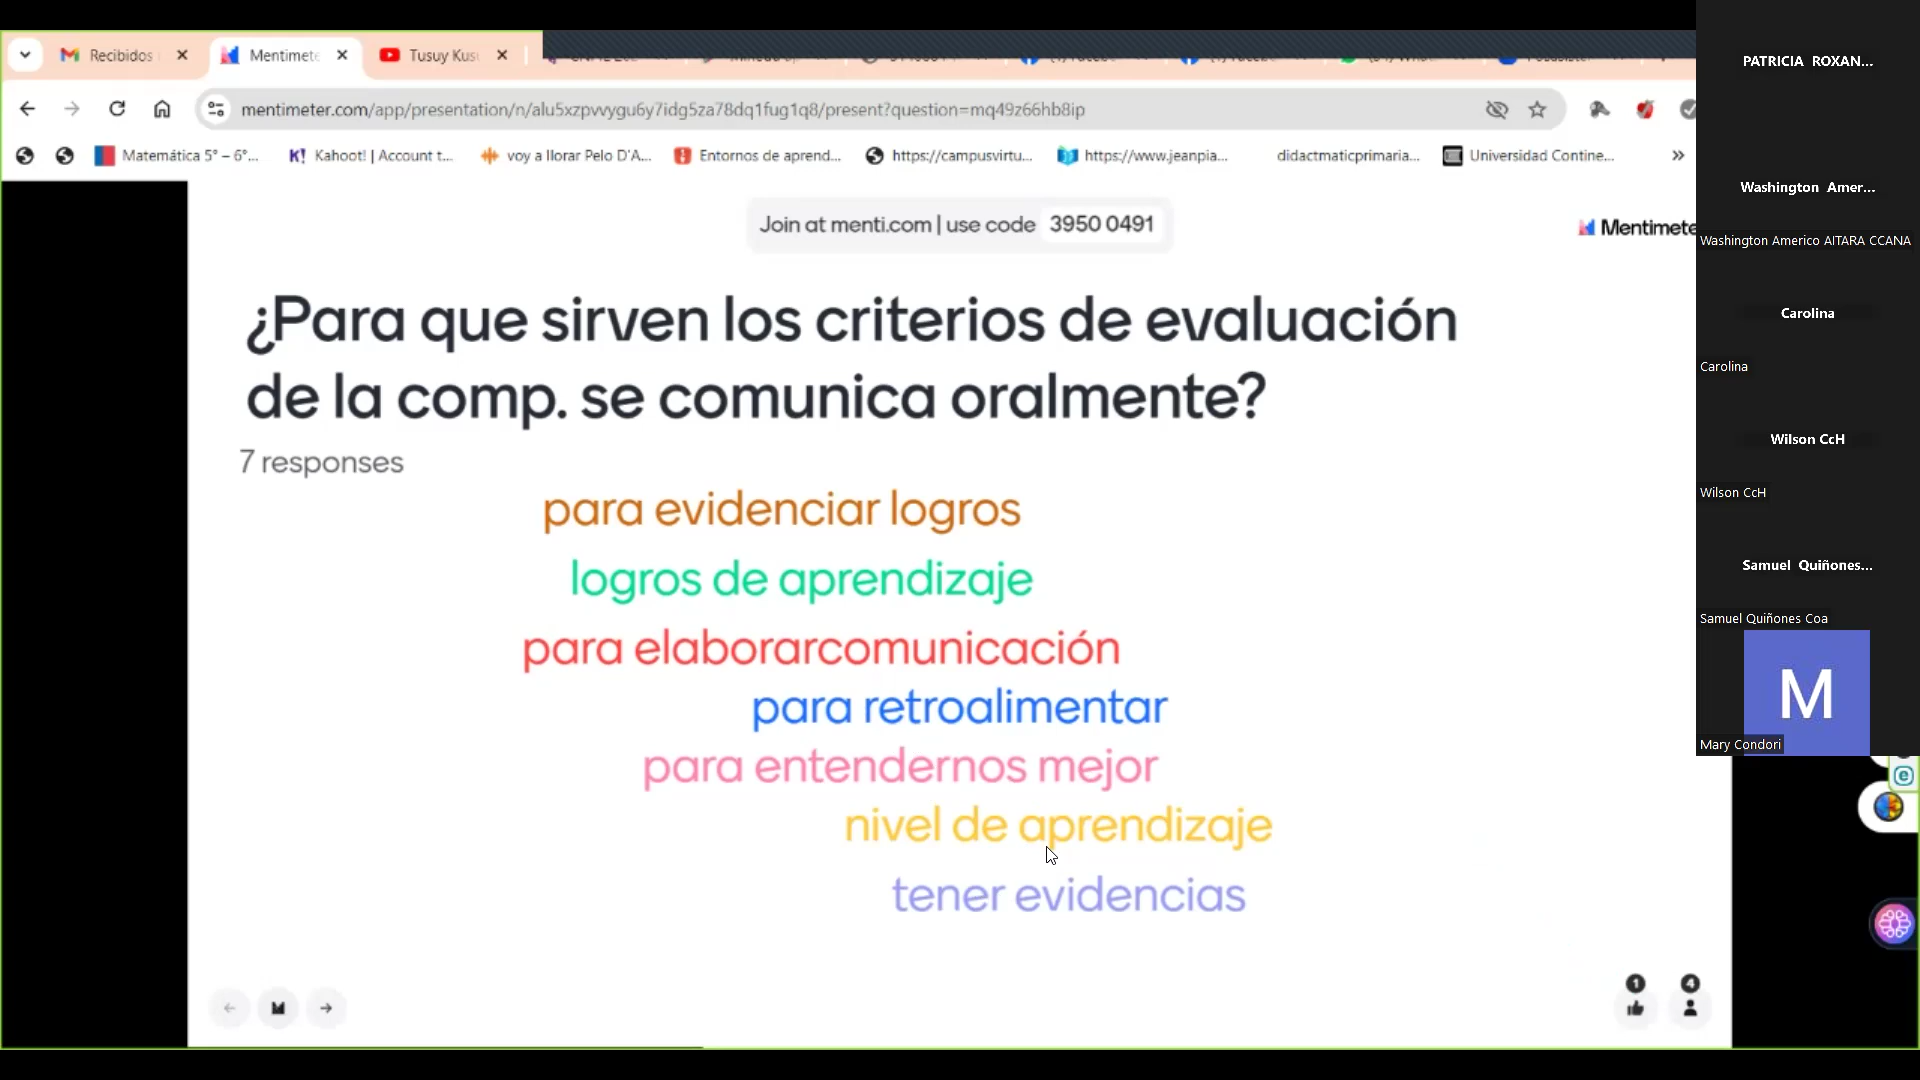 Recibidos
Mentimete
Tusuy Kus
mentimeter.com/app/presentation/n/alu5xzpvvygu6y7idg5za78dq1fug1q8/present?question=mq49z66hb8ip
Matemática 5° – 6°...
K! Kahoot! | Account t...
voy a llorar Pelo D'A...
Entornos de aprend...
https://campusvirtu...
https://www.jeanpia...
didactmaticprimaria...
Universidad Contine...
»
Join at menti.com | use code 3950 0491
Mentimete
¿Para que sirven los criterios de evaluación
de la comp. se comunica oralmente?
7 responses
para evidenciar logros
logros de aprendizaje
para elaborarcomunicación
para retroalimentar
para entendernos mejor
nivel de aprendizaje
tener evidencias
1
4
PATRICIA ROXAN...
Washington Amer...
Washington Americo AITARA CCANA
Carolina
Carolina
Wilson CcH
Wilson CcH
Samuel Quiñones...
Samuel Quiñones Coa
M
Mary Condori